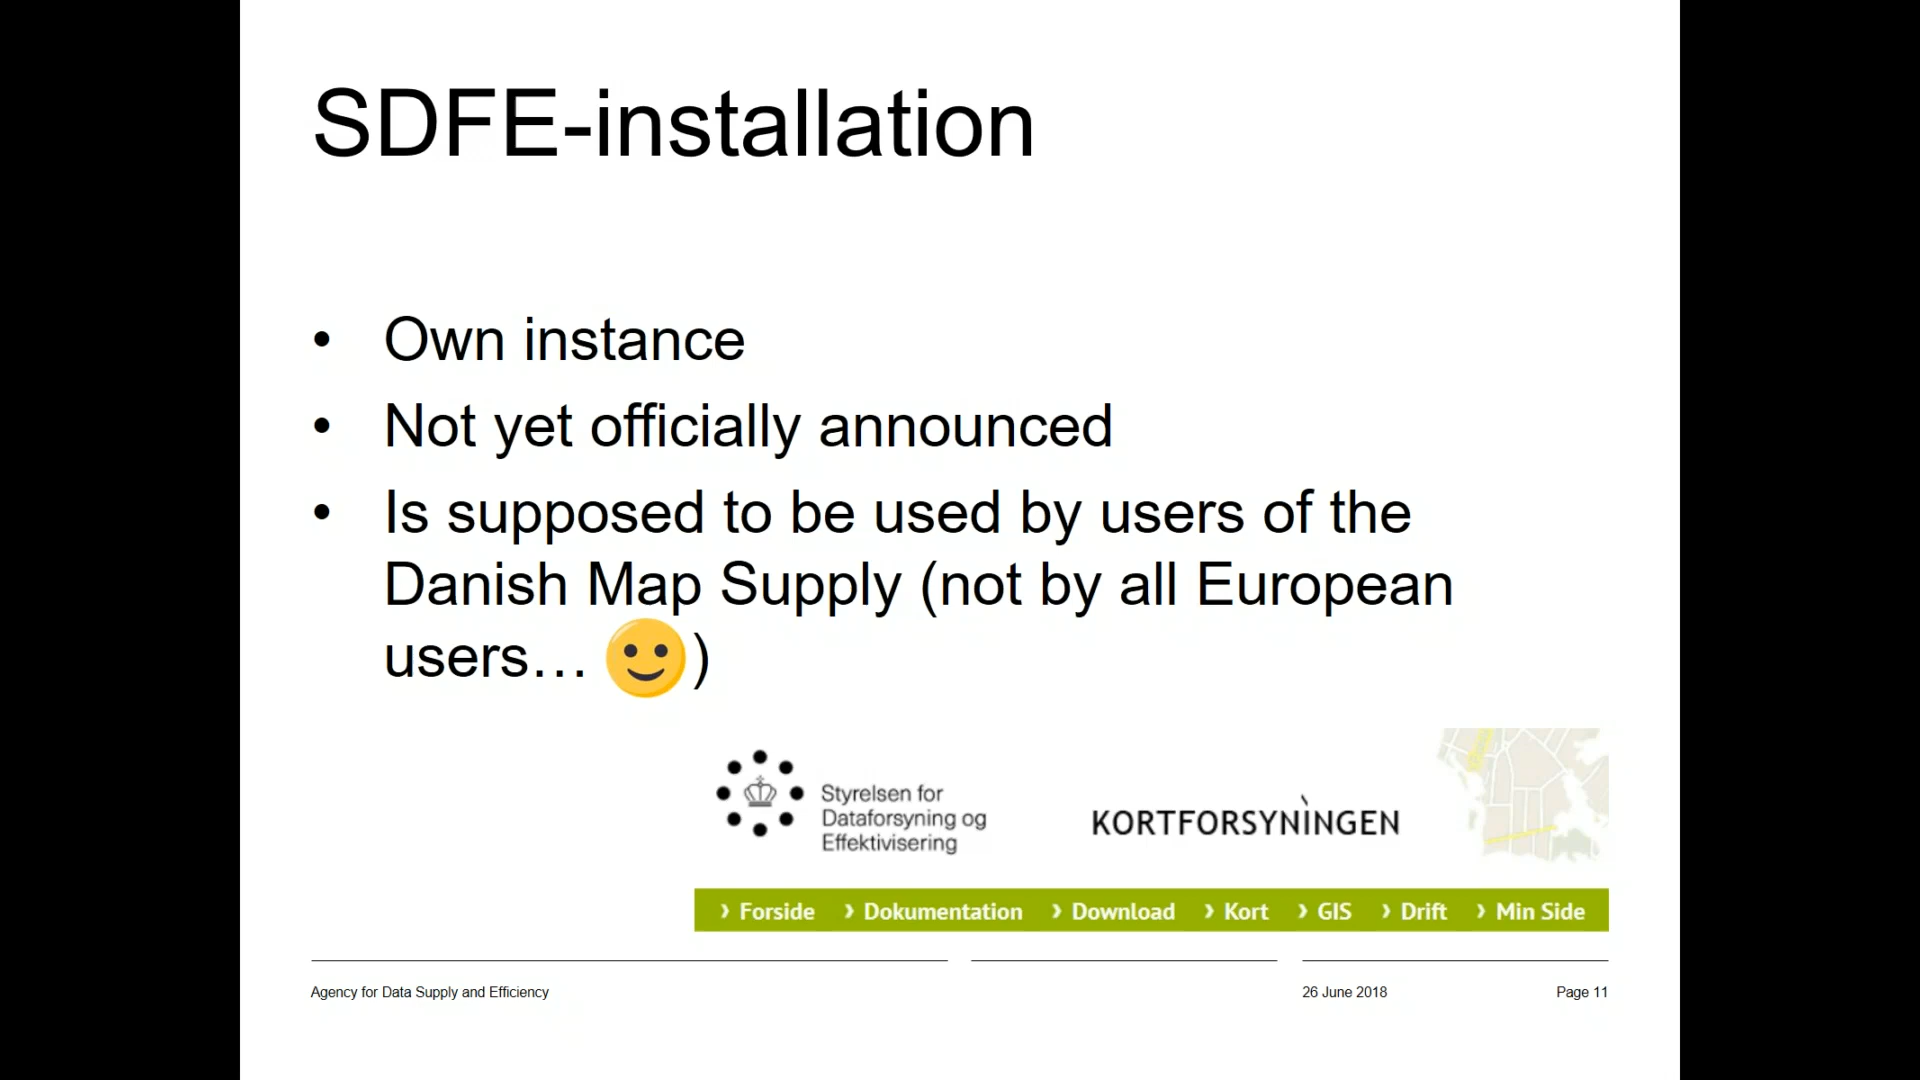 SDFE-installation
• Own instance
• Not yet officially announced
• Is supposed to be used by users of the
Danish Map Supply (not by all European
users… 🙂)
Styrelsen for
Dataforsyning og
Effektivisering
KORTFORSYNINGEN
› Forside › Dokumentation › Download › Kort › GIS › Drift › Min Side
Agency for Data Supply and Efficiency
26 June 2018
Page 11